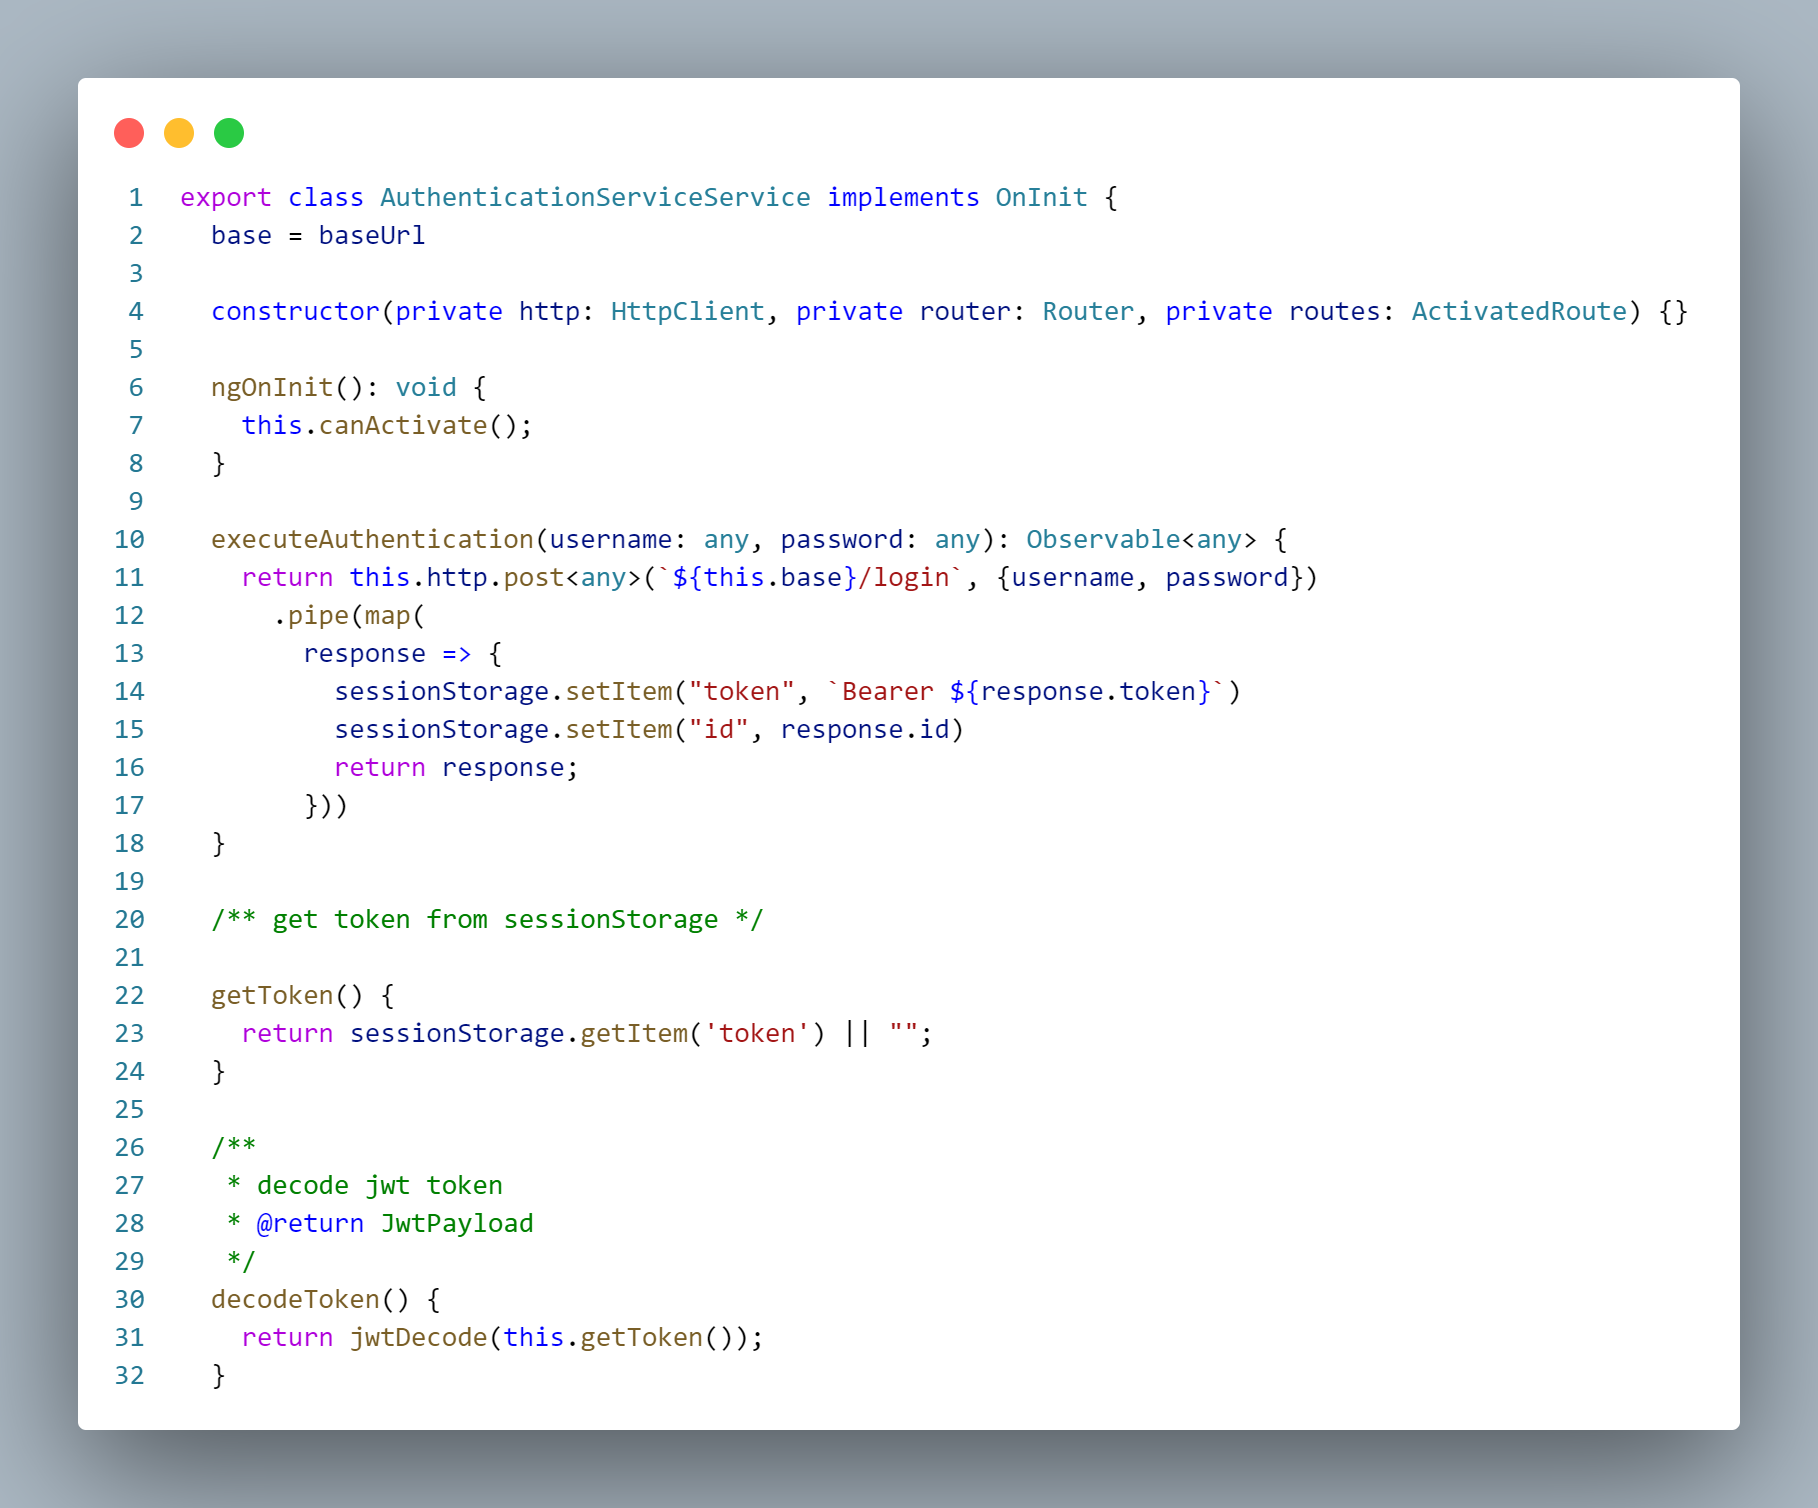 1 export class AuthenticationServiceService implements OnInit {
2   base = baseUrl
3
4   constructor(private http: HttpClient, private router: Router, private routes: ActivatedRoute) {}
5
6   ngOnInit(): void {
7     this.canActivate();
8   }
9
10   executeAuthentication(username: any, password: any): Observable<any> {
11     return this.http.post<any>(`${this.base}/login`, {username, password})
12       .pipe(map(
13         response => {
14           sessionStorage.setItem("token", `Bearer ${response.token}`)
15           sessionStorage.setItem("id", response.id)
16           return response;
17         }))
18   }
19
20   /** get token from sessionStorage */
21
22   getToken() {
23     return sessionStorage.getItem('token') || "";
24   }
25
26   /**
27    * decode jwt token
28    * @return JwtPayload
29    */
30   decodeToken() {
31     return jwtDecode(this.getToken());
32   }